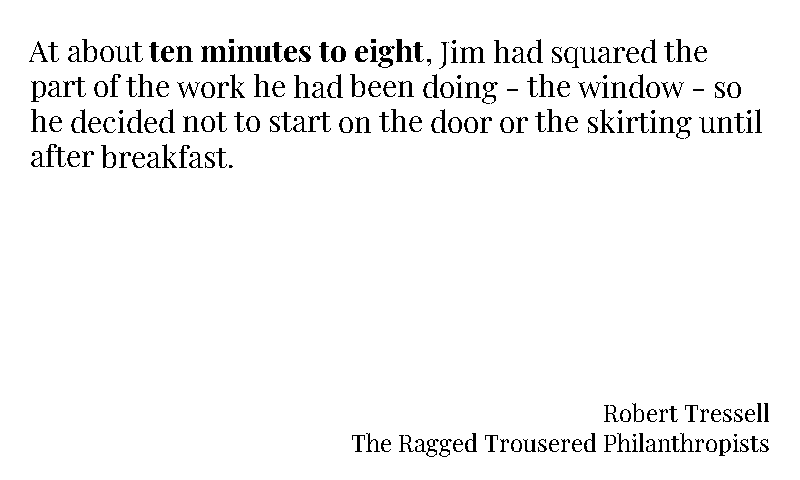 At about ten minutes to eight, Jim had squared the
part of the work he had been doing - the window - so
he decided not to start on the door or the skirting until
after breakfast.
Robert Tressell
The Ragged Trousered Philanthropists